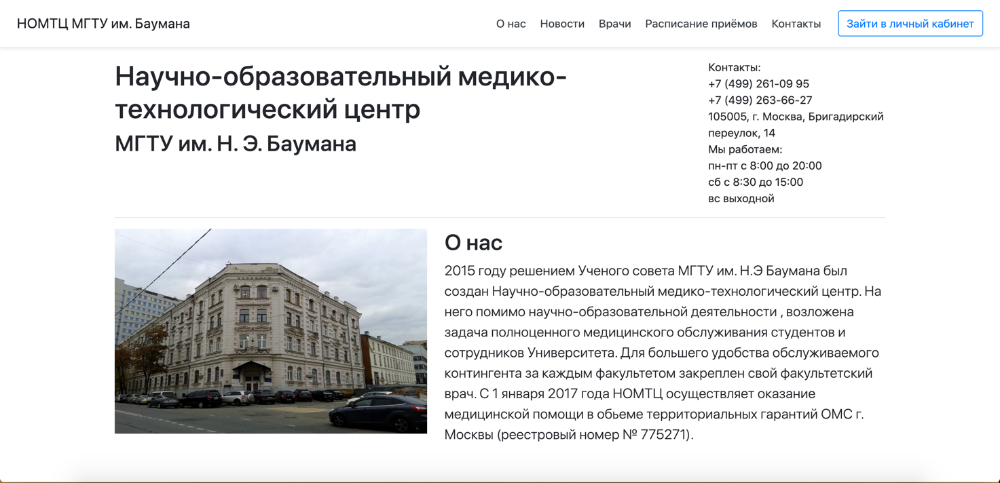 НОМТЦ МГТУ им. Баумана
О нас Новости Врачи Расписание приёмов Контакты Зайти в личный кабинет
Научно-образовательный медико-
технологический центр
МГТУ им. Н. Э. Баумана
Контакты:
+7 (499) 261-09 95
+7 (499) 263-66-27
105005, г. Москва, Бригадирский
переулок, 14
Мы работаем:
пн-пт с 8:00 до 20:00
сб с 8:30 до 15:00
вс выходной
О нас
2015 году решением Ученого совета МГТУ им. Н.Э Баумана был
создан Научно-образовательный медико-технологический центр. На
него помимо научно-образовательной деятельности , возложена
задача полноценного медицинского обслуживания студентов и
сотрудников Университета. Для большего удобства обслуживаемого
контингента за каждым факультетом закреплен свой факультетский
врач. С 1 января 2017 года НОМТЦ осуществляет оказание
медицинской помощи в обьеме территориальных гарантий ОМС г.
Москвы (реестровый номер № 775271).